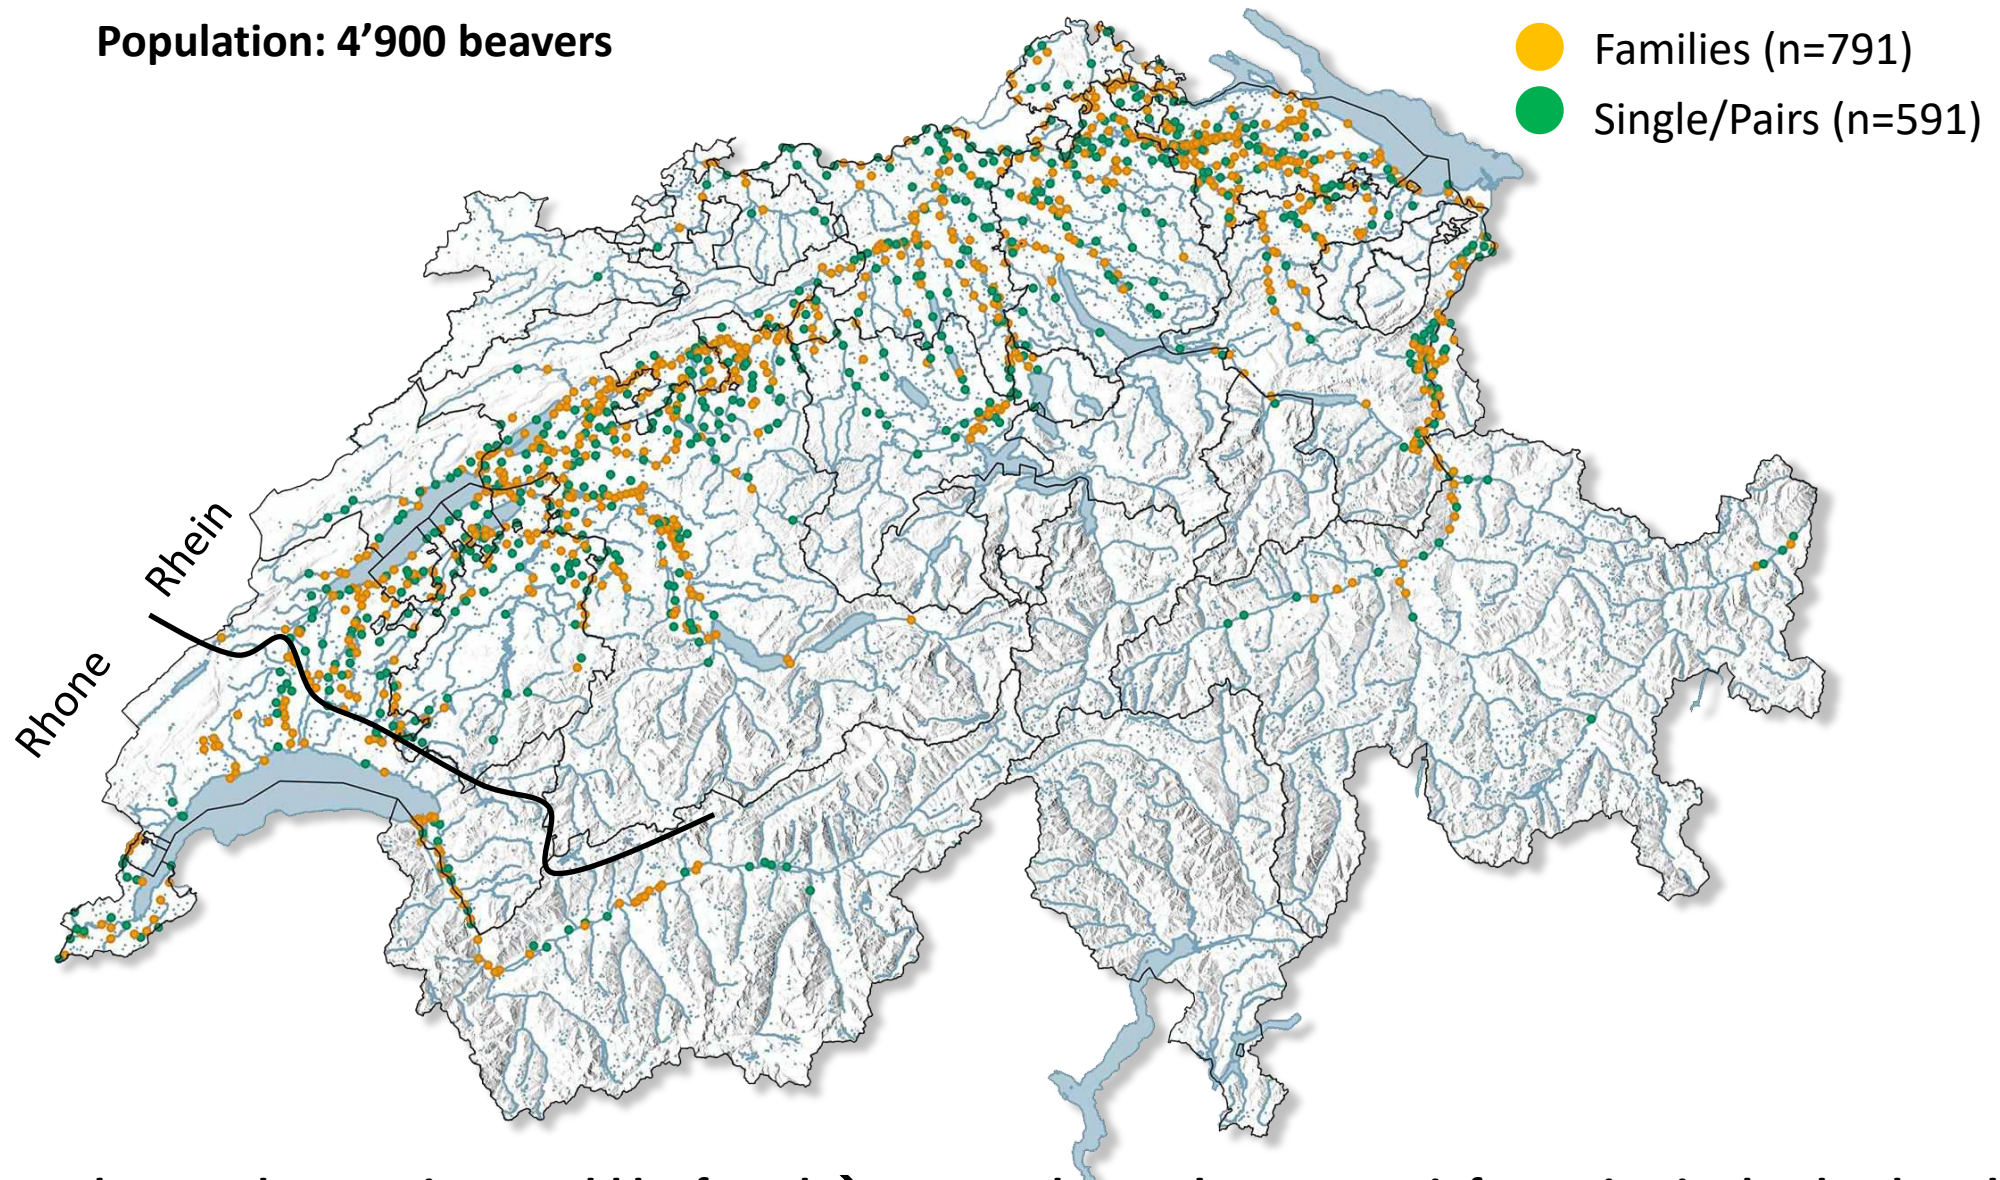 Population: 4’900 beavers
Families (n=791)
Single/Pairs (n=591)
Rhein
Rhone